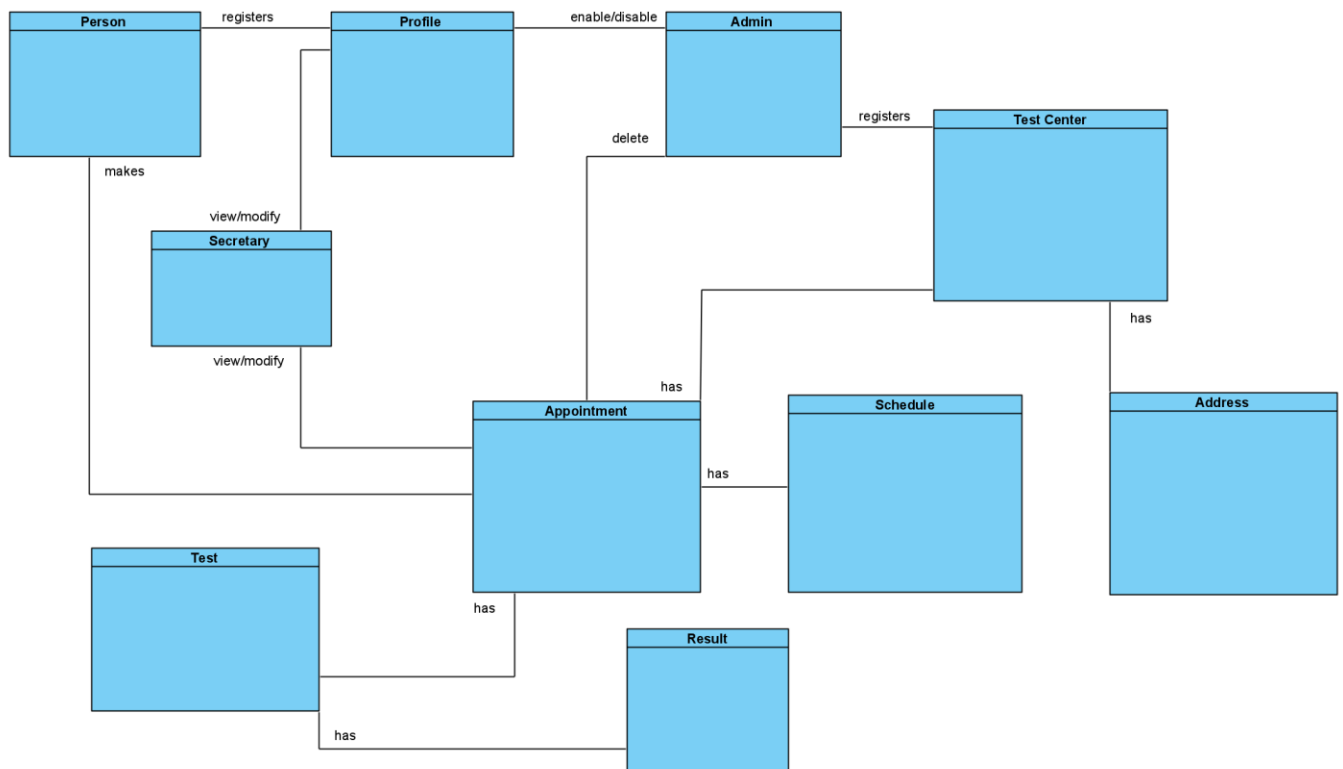 Person
registers
Profile
enable/disable
Admin
registers
Test Center
delete
makes
view/modify
Secretary
has
view/modify
has
Appointment
Schedule
Address
has
Test
has
Result
has